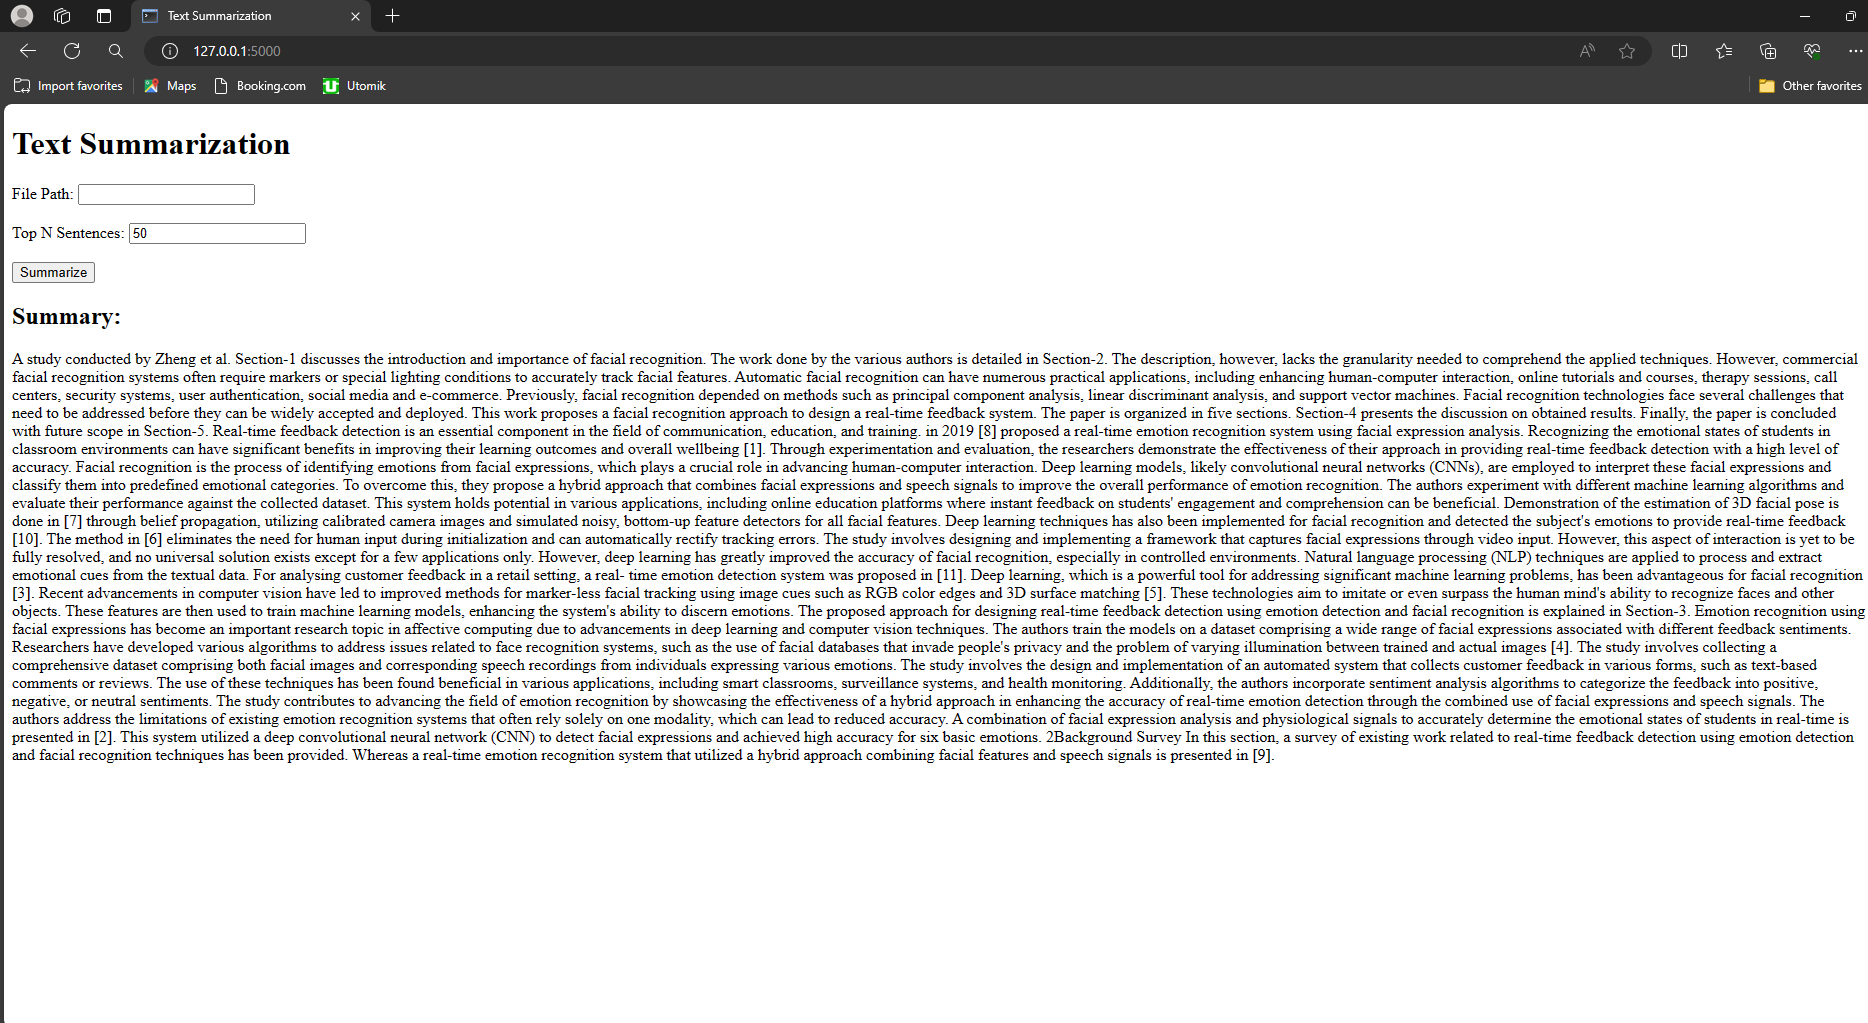 Text Summarization
127.0.0.1:5000
Import favorites
Maps
Booking.com
Utomik
Other favorites
Text Summarization
File Path:
Top N Sentences: 50
Summarize
Summary:
A study conducted by Zheng et al. Section-1 discusses the introduction and importance of facial recognition. The work done by the various authors is detailed in Section-2. The description, however, lacks the granularity needed to comprehend the applied techniques. However, commercial
facial recognition systems often require markers or special lighting conditions to accurately track facial features. Automatic facial recognition can have numerous practical applications, including enhancing human-computer interaction, online tutorials and courses, therapy sessions, call
centers, security systems, user authentication, social media and e-commerce. Previously, facial recognition depended on methods such as principal component analysis, linear discriminant analysis, and support vector machines. Facial recognition technologies face several challenges that
need to be addressed before they can be widely accepted and deployed. This work proposes a facial recognition approach to design a real-time feedback system. The paper is organized in five sections. Section-4 presents the discussion on obtained results. Finally, the paper is concluded
with future scope in Section-5. Real-time feedback detection is an essential component in the field of communication, education, and training. in 2019 [8] proposed a real-time emotion recognition system using facial expression analysis. Recognizing the emotional states of students in
classroom environments can have significant benefits in improving their learning outcomes and overall wellbeing [1]. Through experimentation and evaluation, the researchers demonstrate the effectiveness of their approach in providing real-time feedback detection with a high level of
accuracy. Facial recognition is the process of identifying emotions from facial expressions, which plays a crucial role in advancing human-computer interaction. Deep learning models, likely convolutional neural networks (CNNs), are employed to interpret these facial expressions and
classify them into predefined emotional categories. To overcome this, they propose a hybrid approach that combines facial expressions and speech signals to improve the overall performance of emotion recognition. The authors experiment with different machine learning algorithms and
evaluate their performance against the collected dataset. This system holds potential in various applications, including online education platforms where instant feedback on students' engagement and comprehension can be beneficial. Demonstration of the estimation of 3D facial pose is
done in [7] through belief propagation, utilizing calibrated camera images and simulated noisy, bottom-up feature detectors for all facial features. Deep learning techniques has also been implemented for facial recognition and detected the subject's emotions to provide real-time feedback
[10]. The method in [6] eliminates the need for human input during initialization and can automatically rectify tracking errors. The study involves designing and implementing a framework that captures facial expressions through video input. However, this aspect of interaction is yet to be
fully resolved, and no universal solution exists except for a few applications only. However, deep learning has greatly improved the accuracy of facial recognition, especially in controlled environments. Natural language processing (NLP) techniques are applied to process and extract
emotional cues from the textual data. For analysing customer feedback in a retail setting, a real- time emotion detection system was proposed in [11]. Deep learning, which is a powerful tool for addressing significant machine learning problems, has been advantageous for facial recognition
[3]. Recent advancements in computer vision have led to improved methods for marker-less facial tracking using image cues such as RGB color edges and 3D surface matching [5]. These technologies aim to imitate or even surpass the human mind's ability to recognize faces and other
objects. These features are then used to train machine learning models, enhancing the system's ability to discern emotions. The proposed approach for designing real-time feedback detection using emotion detection and facial recognition is explained in Section-3. Emotion recognition using
facial expressions has become an important research topic in affective computing due to advancements in deep learning and computer vision techniques. The authors train the models on a dataset comprising a wide range of facial expressions associated with different feedback sentiments.
Researchers have developed various algorithms to address issues related to face recognition systems, such as the use of facial databases that invade people's privacy and the problem of varying illumination between trained and actual images [4]. The study involves collecting a
comprehensive dataset comprising both facial images and corresponding speech recordings from individuals expressing various emotions. The study involves the design and implementation of an automated system that collects customer feedback in various forms, such as text-based
comments or reviews. The use of these techniques has been found beneficial in various applications, including smart classrooms, surveillance systems, and health monitoring. Additionally, the authors incorporate sentiment analysis algorithms to categorize the feedback into positive,
negative, or neutral sentiments. The study contributes to advancing the field of emotion recognition by showcasing the effectiveness of a hybrid approach in enhancing the accuracy of real-time emotion detection through the combined use of facial expressions and speech signals. The
authors address the limitations of existing emotion recognition systems that often rely solely on one modality, which can lead to reduced accuracy. A combination of facial expression analysis and physiological signals to accurately determine the emotional states of students in real-time is
presented in [2]. This system utilized a deep convolutional neural network (CNN) to detect facial expressions and achieved high accuracy for six basic emotions. 2Background Survey In this section, a survey of existing work related to real-time feedback detection using emotion detection
and facial recognition techniques has been provided. Whereas a real-time emotion recognition system that utilized a hybrid approach combining facial features and speech signals is presented in [9].